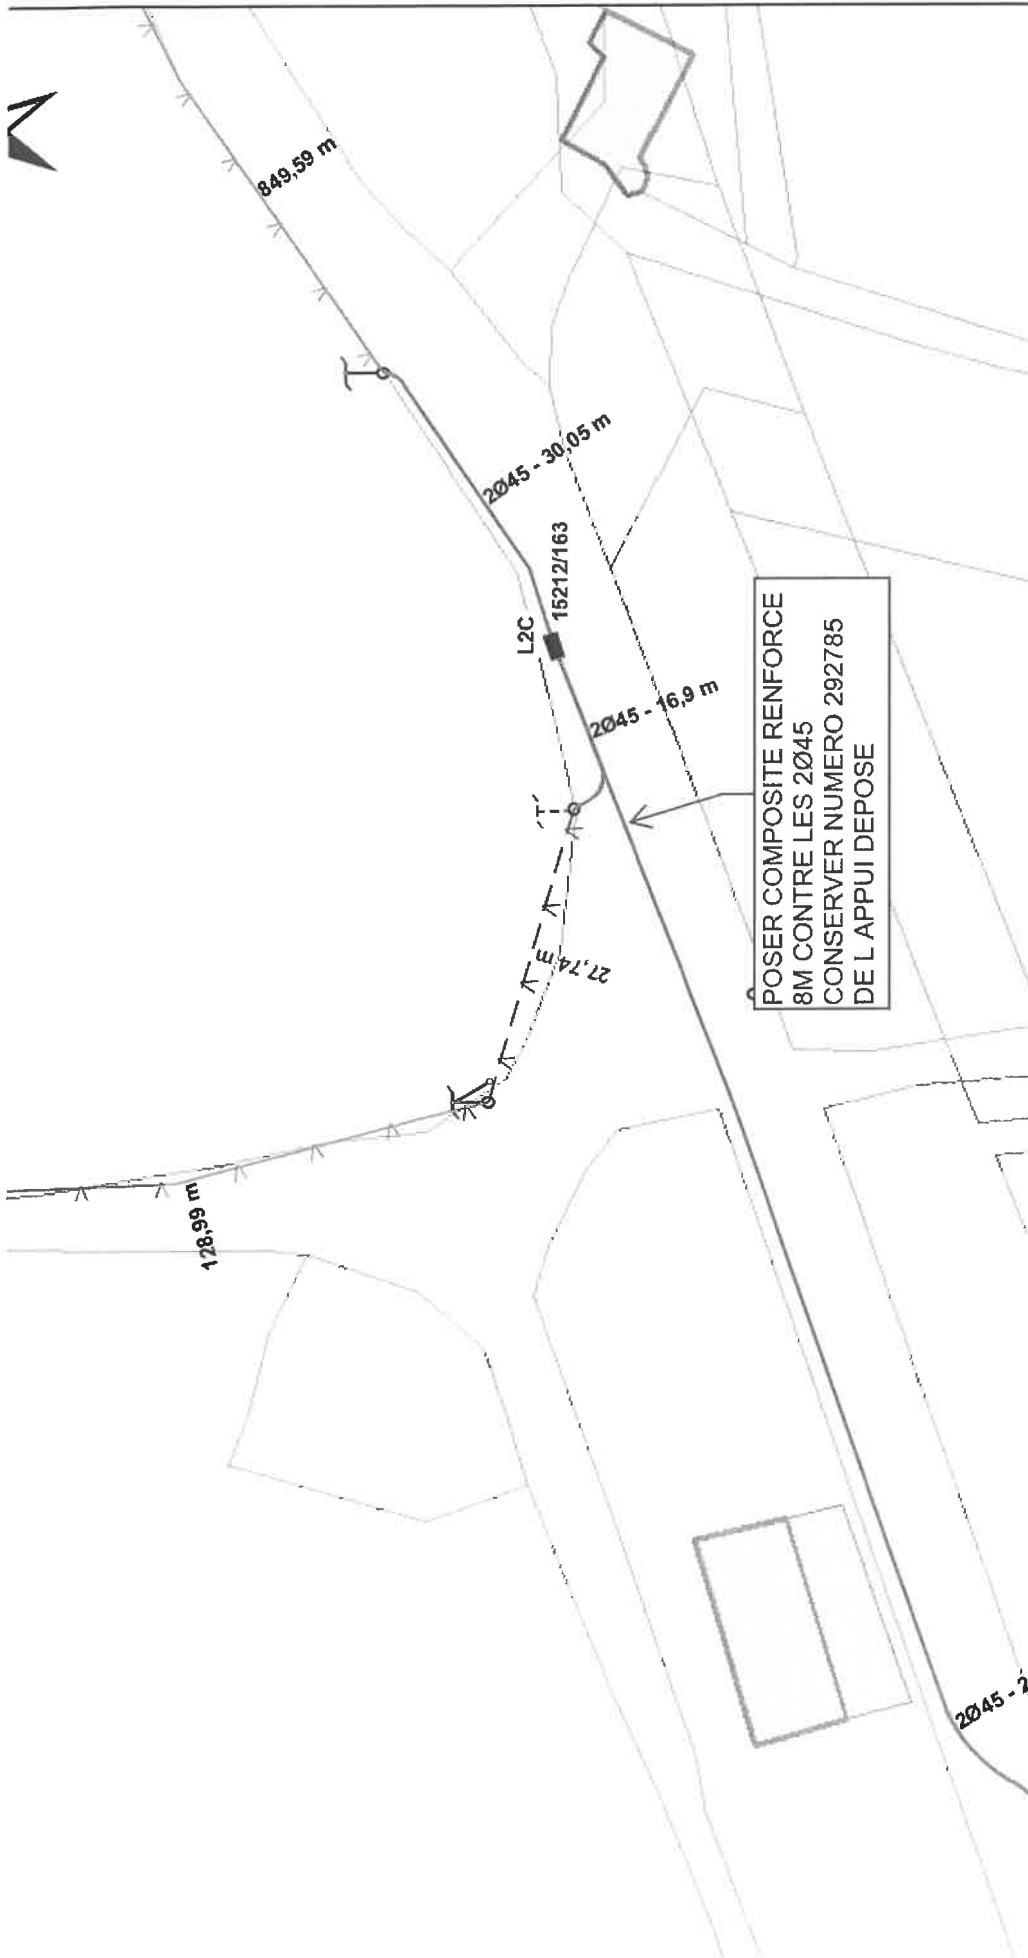 849,59 m
2Ø45 - 30,05 m
15212/163
L2C
2Ø45 - 16,9 m
27,74 m
128,99 m
POSER COMPOSITE RENFORCE
8M CONTRE LES 2Ø45
CONSERVER NUMERO 292785
DE L APPUI DEPOSE
2Ø45 - 2